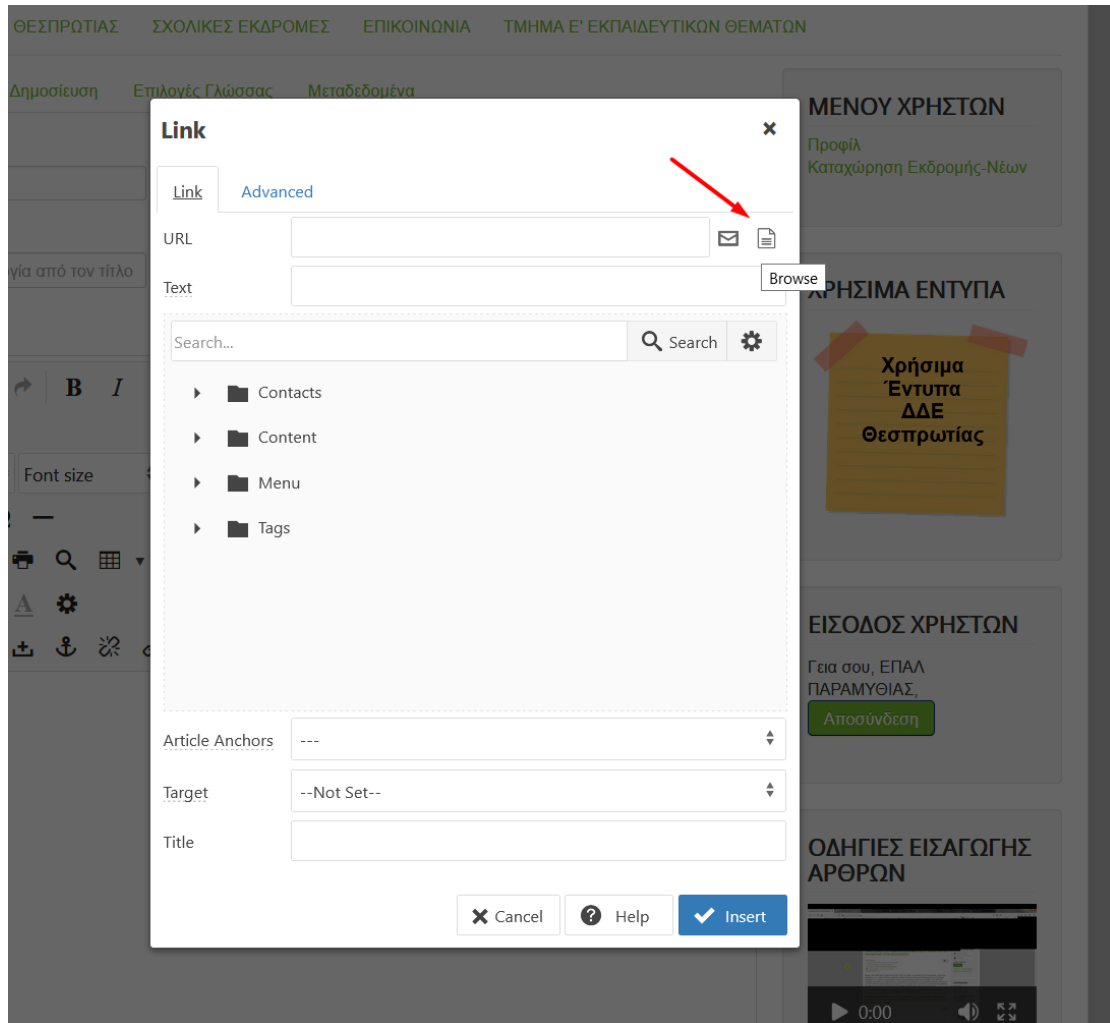 ΘΕΣΠΡΩΤΙΑΣ ΣΧΟΛΙΚΕΣ ΕΚΔΡΟΜΕΣ ΕΠΙΚΟΙΝΩΝΙΑ ΤΜΗΜΑ Ε' ΕΚΠΑΙΔΕΥΤΙΚΩΝ ΘΕΜΑΤΩΝ
Δημοσίευση Επιλογές Γλώσσας Μεταδεδομένα
Link
Link Advanced
URL
Browse
Text
Search... Search
Contacts
Content
Menu
Tags
Article Anchors ---
Target --Not Set--
Title
Cancel Help Insert
από τον τίτλο
B I
Font size
A
ΜΕΝΟΥ ΧΡΗΣΤΩΝ
Προφίλ
Καταχώρηση Εκδρομής-Νέων
ΧΡΗΣΙΜΑ ΕΝΤΥΠΑ
Χρήσιμα
Έντυπα
ΔΔΕ
Θεσπρωτίας
ΕΙΣΟΔΟΣ ΧΡΗΣΤΩΝ
Γεια σου, ΕΠΑΛ
ΠΑΡΑΜΥΘΙΑΣ,
Αποσύνδεση
ΟΔΗΓΙΕΣ ΕΙΣΑΓΩΓΗΣ
ΑΡΘΡΩΝ
0:00